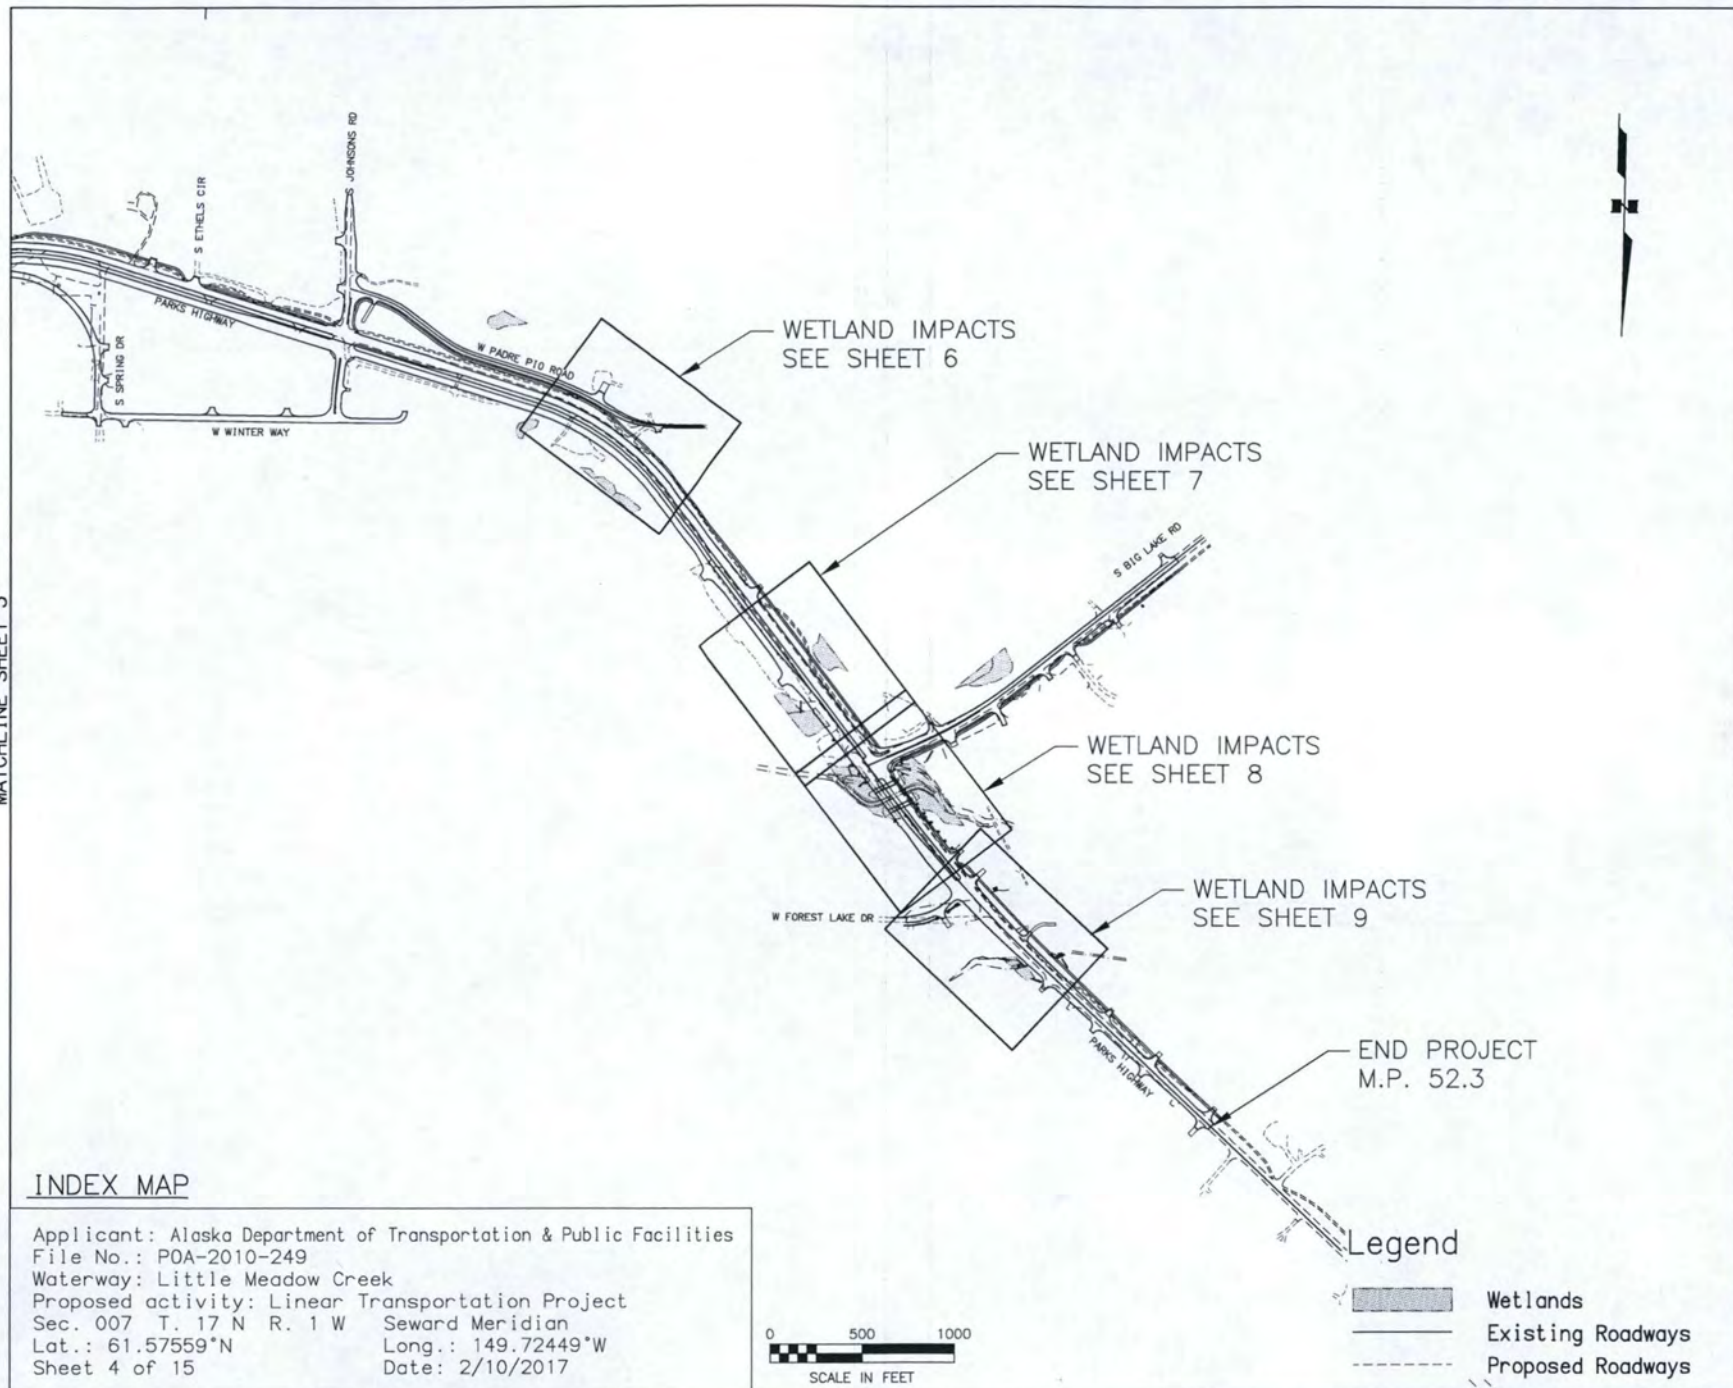 S JOHNSONS RD
S ETHELS CIR
N
PARKS HIGHWAY
S SPRING DR
W PADRE PIO ROAD
W WINTER WAY
WETLAND IMPACTS
SEE SHEET 6
WETLAND IMPACTS
SEE SHEET 7
S BIG LAKE RD
WETLAND IMPACTS
SEE SHEET 8
W FOREST LAKE DR
WETLAND IMPACTS
SEE SHEET 9
PARKS HIGHWAY
END PROJECT
M.P. 52.3
INDEX MAP
Applicant: Alaska Department of Transportation & Public Facilities
File No.: POA-2010-249
Waterway: Little Meadow Creek
Proposed activity: Linear Transportation Project
Sec. 007 T. 17 N R. 1 W Seward Meridian
Lat.: 61.57559°N Long.: 149.72449°W
Sheet 4 of 15 Date: 2/10/2017
0 500 1000
SCALE IN FEET
Legend
Wetlands
Existing Roadways
Proposed Roadways